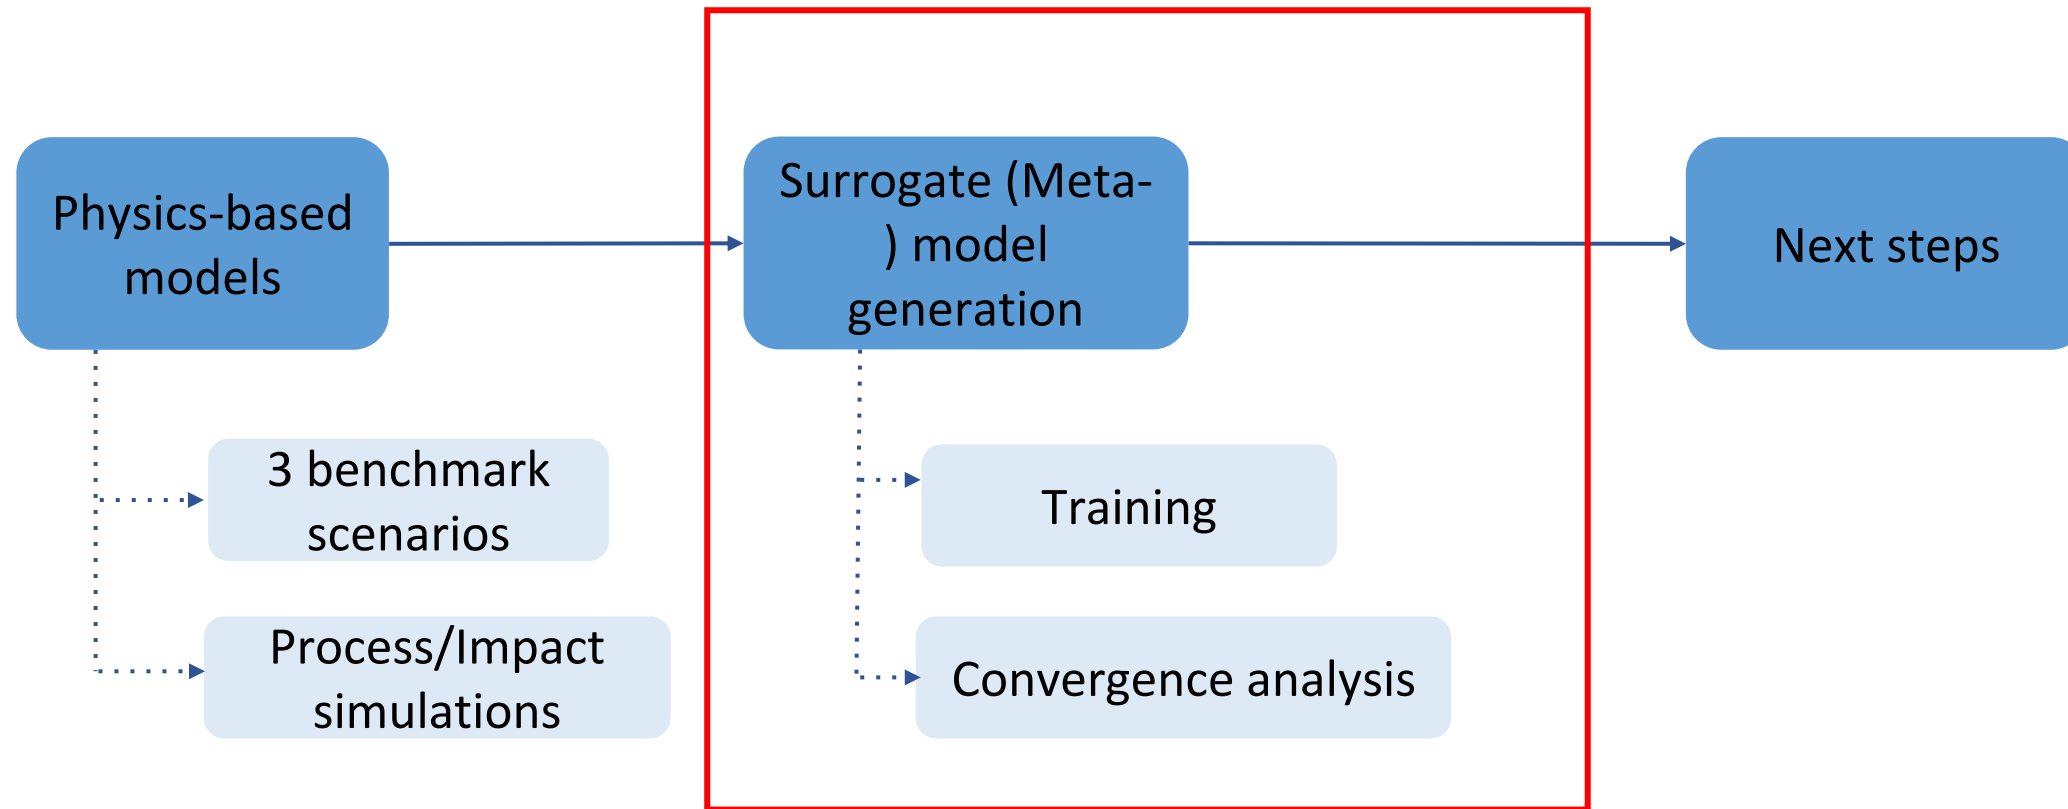 Physics-based
models
Surrogate (Meta-
) model
generation
Next steps
3 benchmark
scenarios
Process/Impact
simulations
Training
Convergence analysis